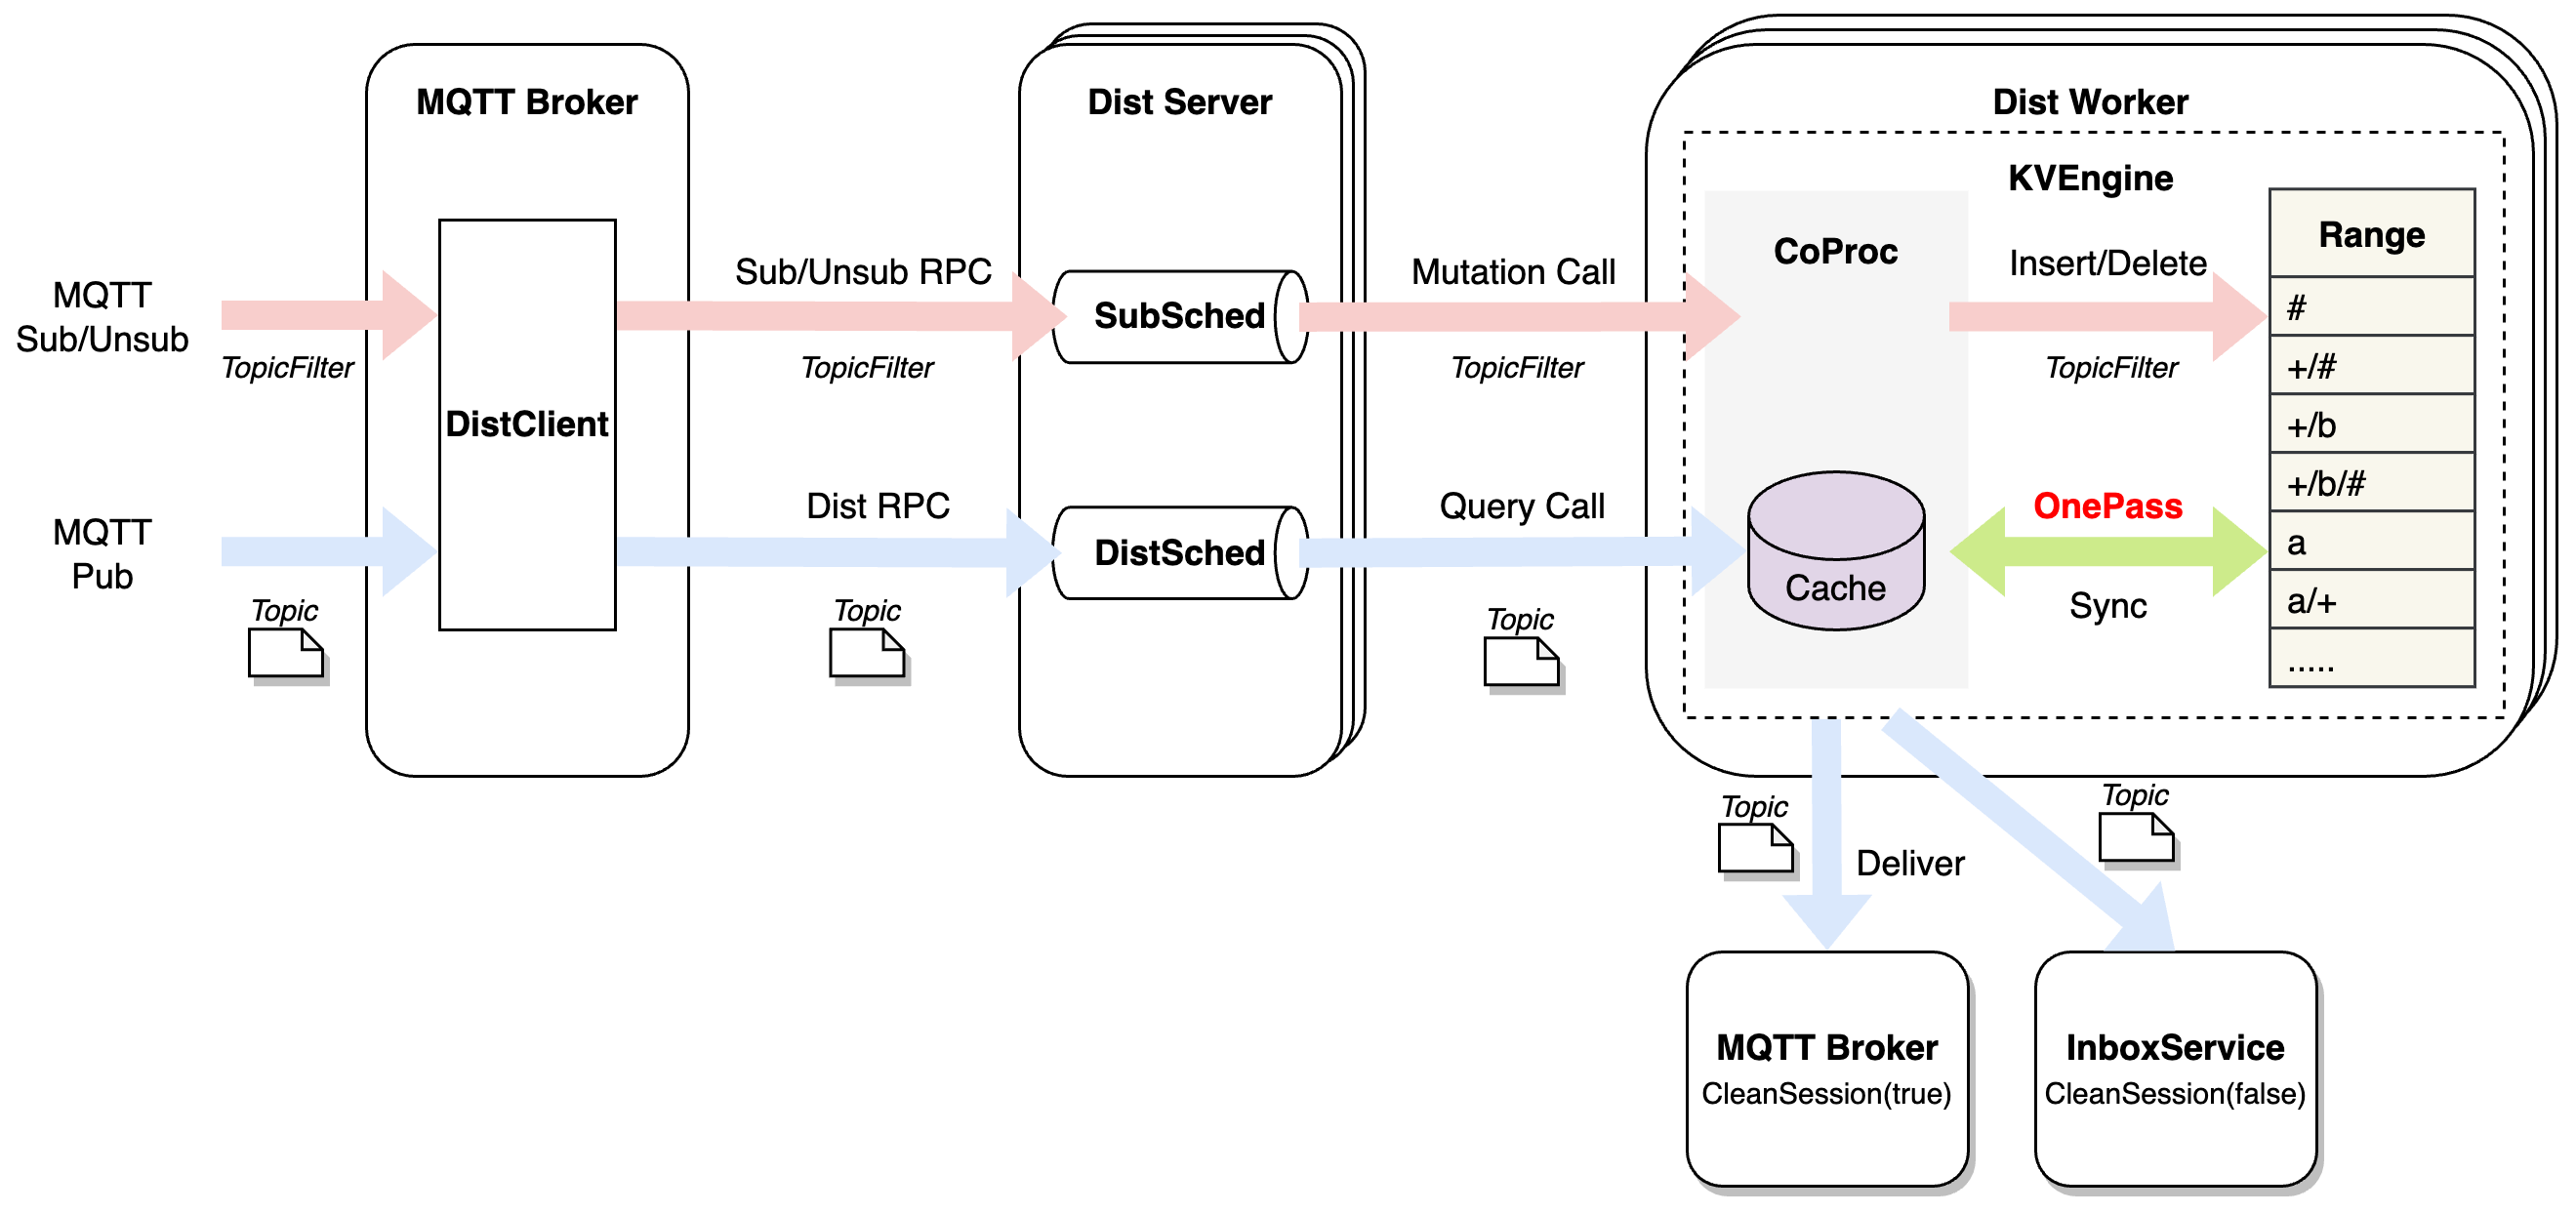 MQTT Broker
Dist Server
Dist Worker
KVEngine
MQTT
Sub/Unsub
TopicFilter
DistClient
Sub/Unsub RPC
TopicFilter
SubSched
Mutation Call
TopicFilter
CoProc
Insert/Delete
TopicFilter
Range
#
+/#
+/b
+/b/#
a
a/+
.....
MQTT
Pub
Topic
Dist RPC
Topic
DistSched
Query Call
Topic
Cache
OnePass
Sync
Topic
Deliver
Topic
MQTT Broker
CleanSession(true)
InboxService
CleanSession(false)